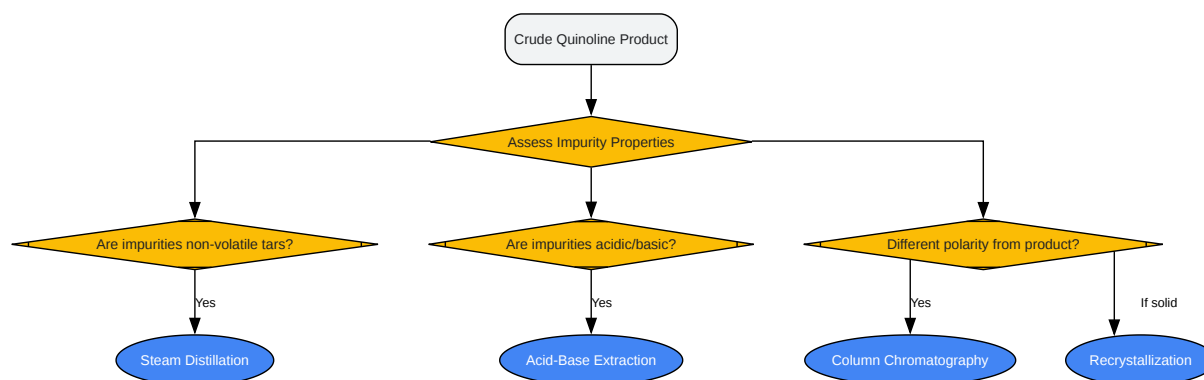 Crude Quinoline Product
Assess Impurity Properties
Are impurities non-volatile tars?
Are impurities acidic/basic?
Different polarity from product?
Yes
Yes
Yes
If solid
Steam Distillation
Acid-Base Extraction
Column Chromatography
Recrystallization